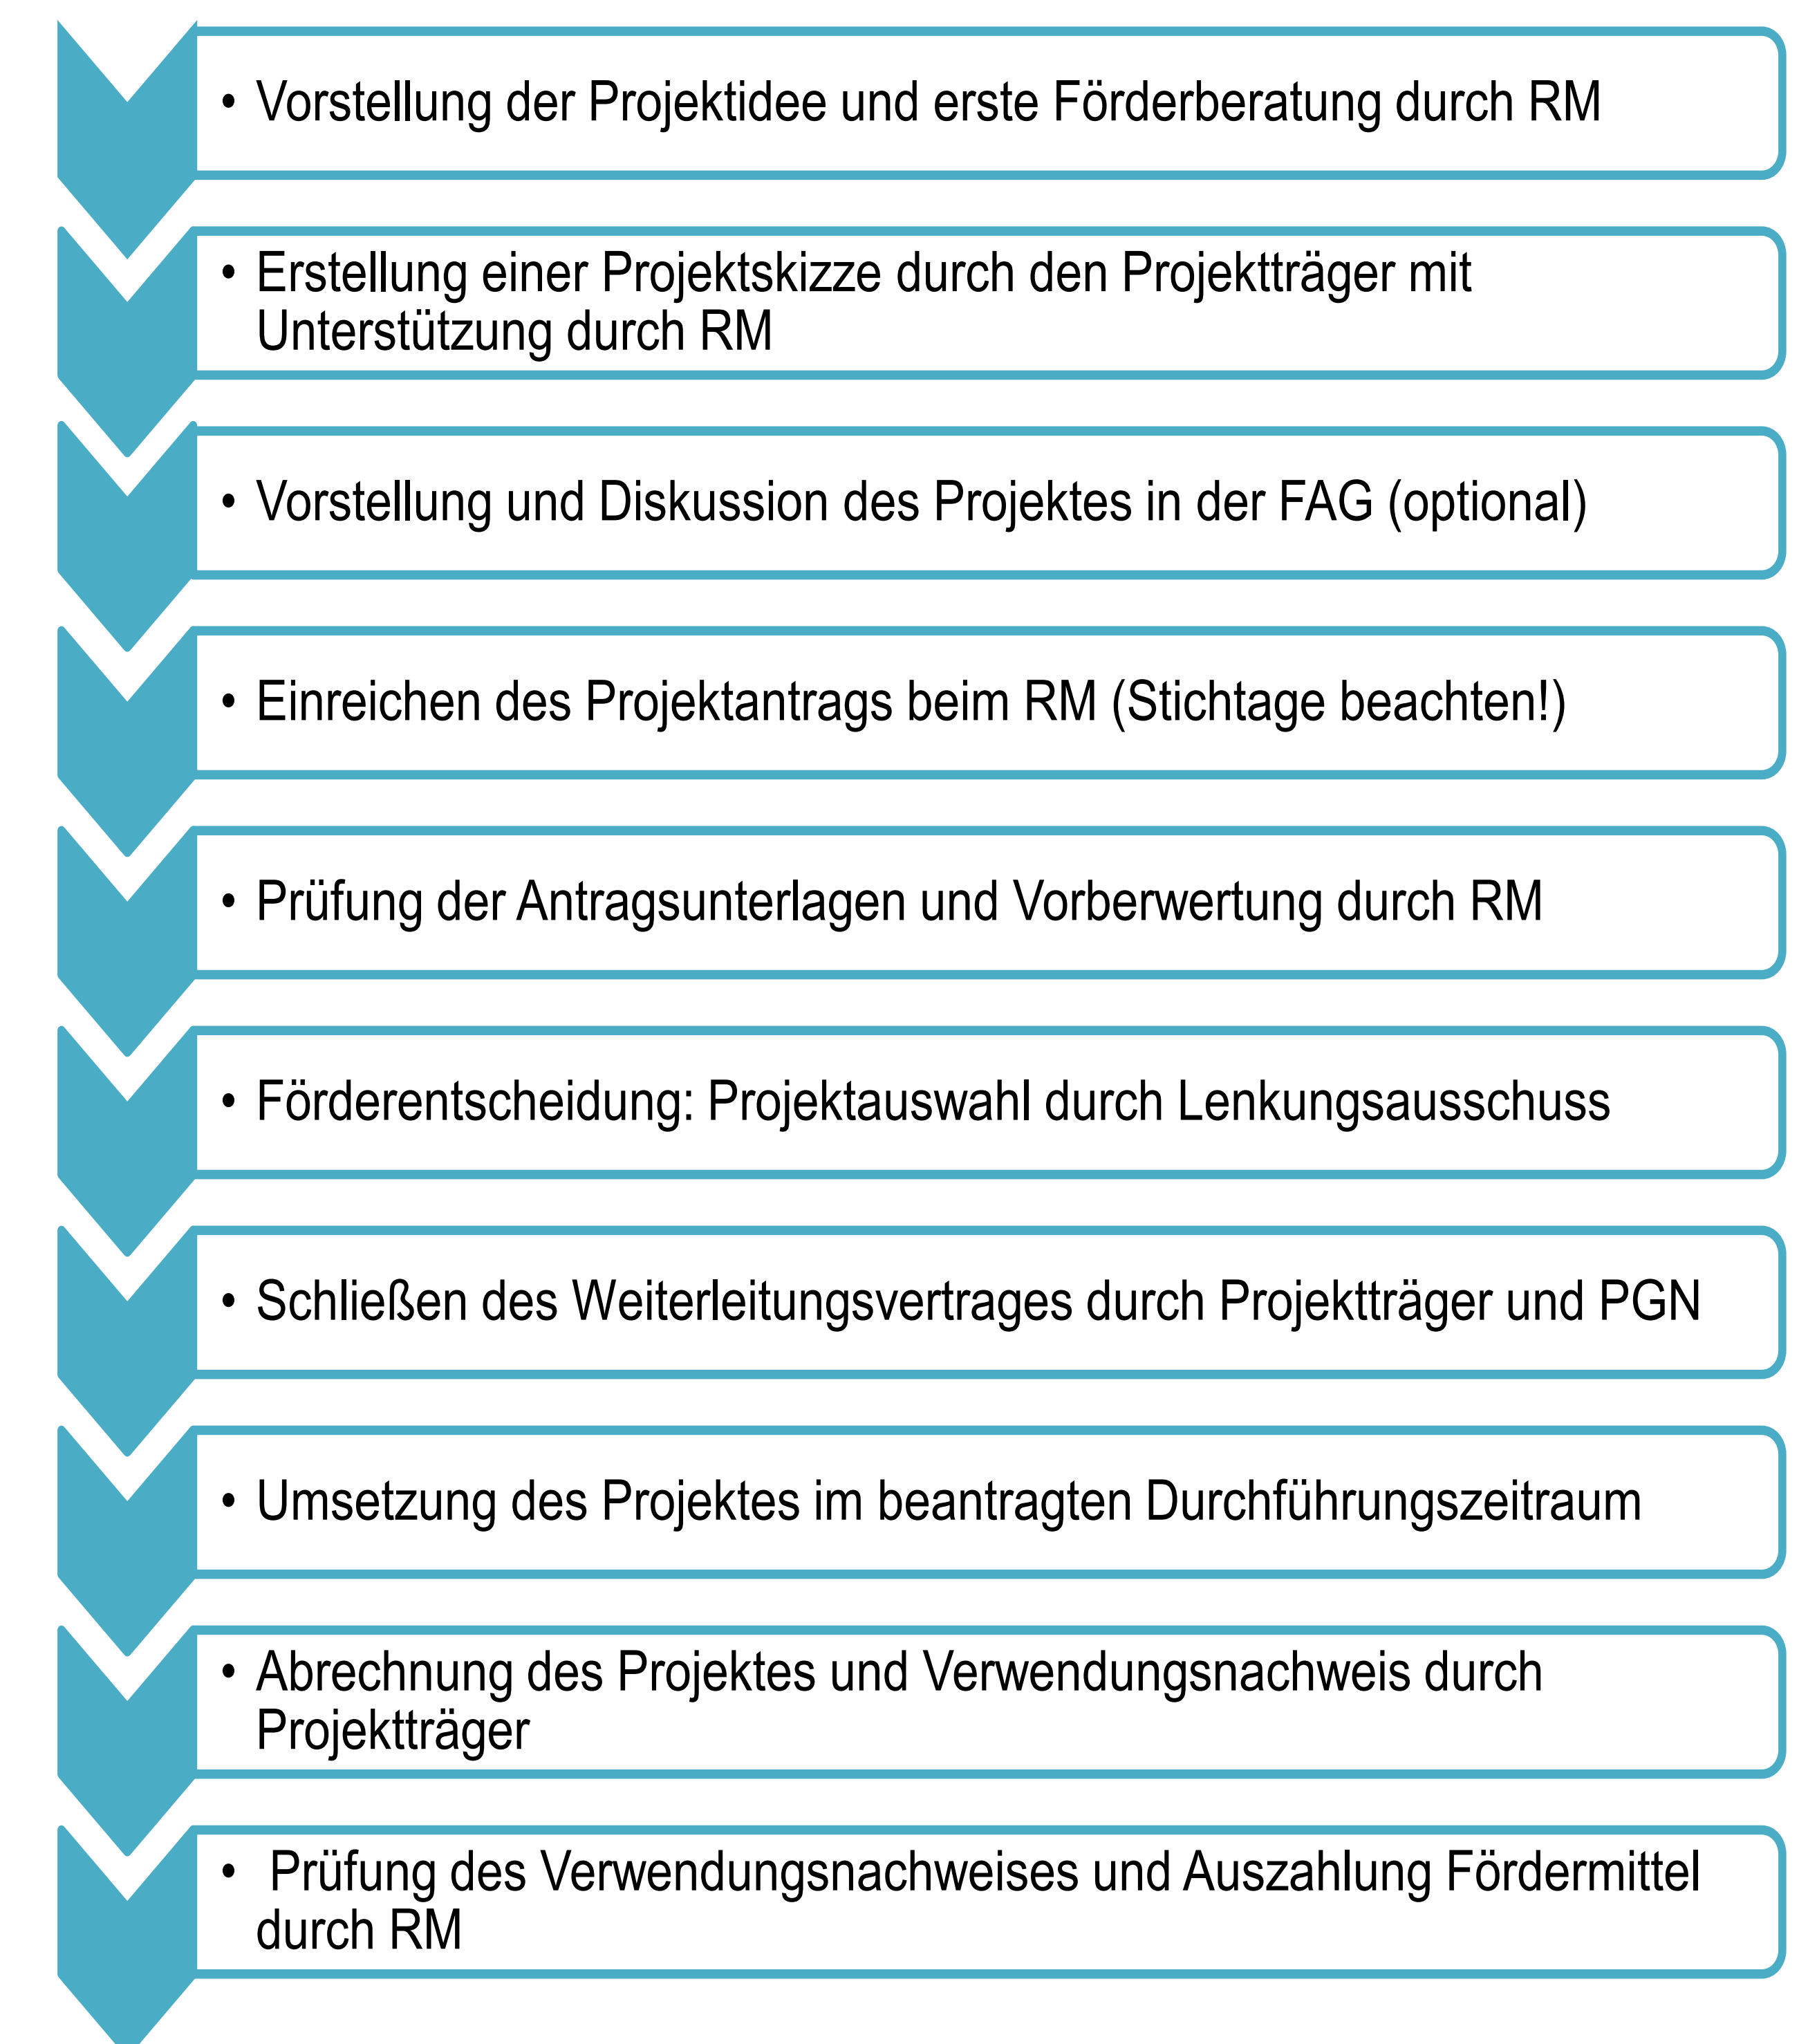 • Vorstellung der Projektidee und erste Förderberatung durch RM
• Erstellung einer Projektskizze durch den Projektträger mit
Unterstützung durch RM
• Vorstellung und Diskussion des Projektes in der FAG (optional)
• Einreichen des Projektantrags beim RM (Stichtage beachten!)
• Prüfung der Antragsunterlagen und Vorberwertung durch RM
• Förderentscheidung: Projektauswahl durch Lenkungsausschuss
• Schließen des Weiterleitungsvertrages durch Projektträger und PGN
• Umsetzung des Projektes im beantragten Durchführungszeitraum
• Abrechnung des Projektes und Verwendungsnachweis durch
Projektträger
• Prüfung des Verwendungsnachweises und Auszahlung Fördermittel
durch RM